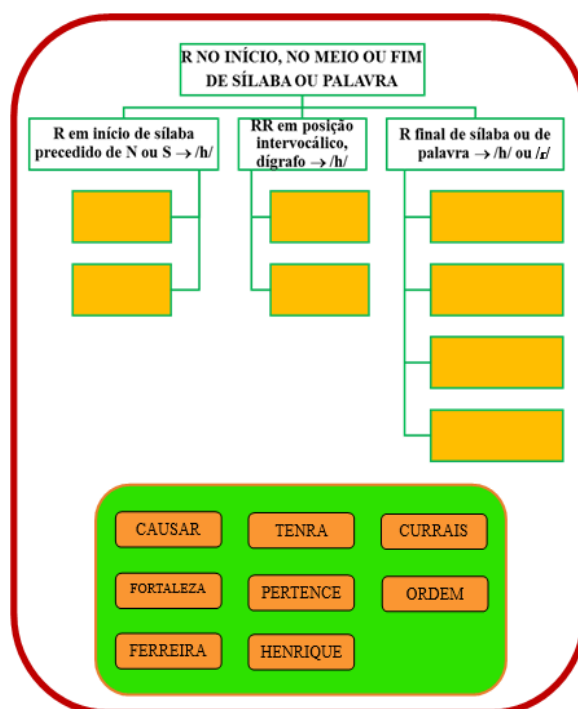 R NO INÍCIO, NO MEIO OU FIM
DE SÍLABA OU PALAVRA
R em início de sílaba
precedido de N ou S → /h/
RR em posição
intervocálico,
dígrafo → /h/
R final de sílaba ou de
palavra → /h/ ou /ɾ/
CAUSAR
TENRA
CURRAIS
FORTALEZA
PERTENCE
ORDEM
FERREIRA
HENRIQUE